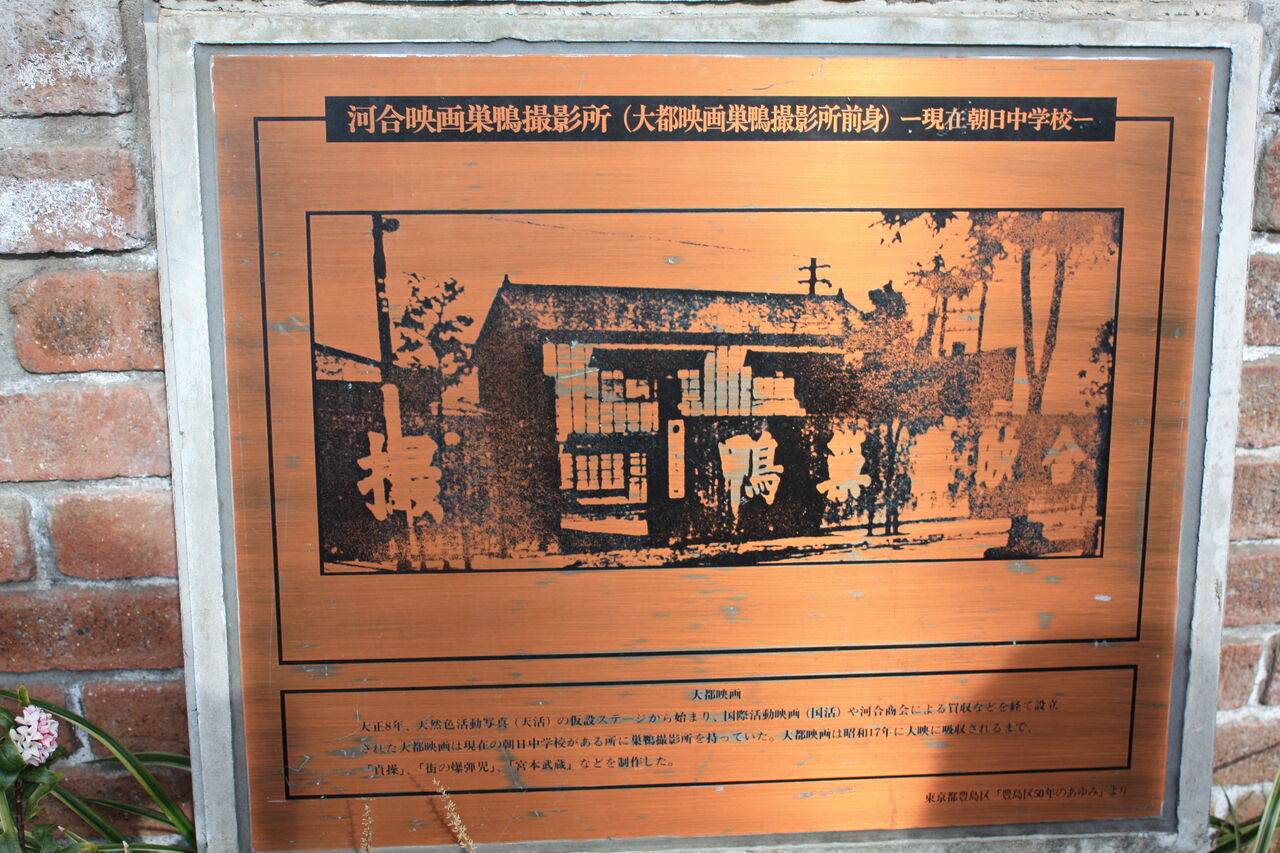 河合映画巣鴨撮影所（大都映画巣鴨撮影所前身）ー現在朝日中学校ー
撮 鴨 巣 画 映 合
大都映画
大正8年、天然色活動写真（天活）の仮設ステージから始まり、国際活動映画（国活）や河合商会による買収などを経て設立
された大都映画は現在の朝日中学校がある所に巣鴨撮影所を持っていた。大都映画は昭和17年に大映に吸収されるまで、
「貞操」、「街の爆弾児」、「宮本武蔵」などを制作した。
東京都豊島区「豊島区50年のあゆみ」より